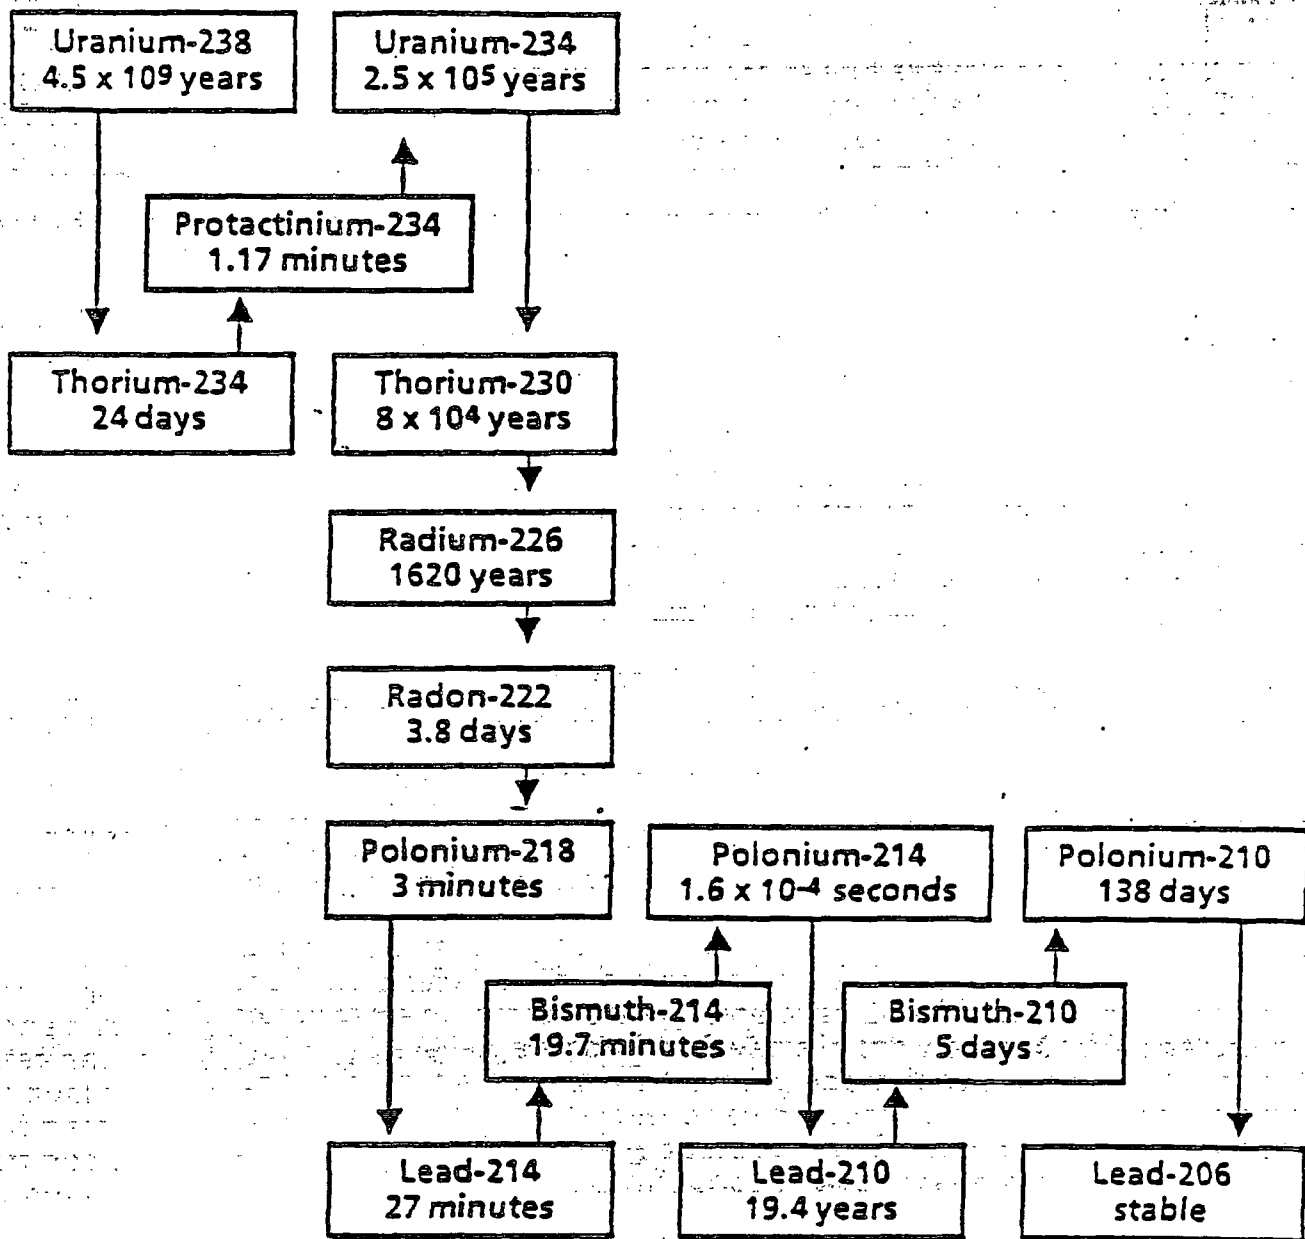 Uranium-238
4.5 x 10⁹ years
Uranium-234
2.5 x 10⁵ years
Protactinium-234
1.17 minutes
Thorium-234
24 days
Thorium-230
8 x 10⁴ years
Radium-226
1620 years
Radon-222
3.8 days
Polonium-218
3 minutes
Polonium-214
1.6 x 10⁻⁴ seconds
Polonium-210
138 days
Bismuth-214
19.7 minutes
Bismuth-210
5 days
Lead-214
27 minutes
Lead-210
19.4 years
Lead-206
stable